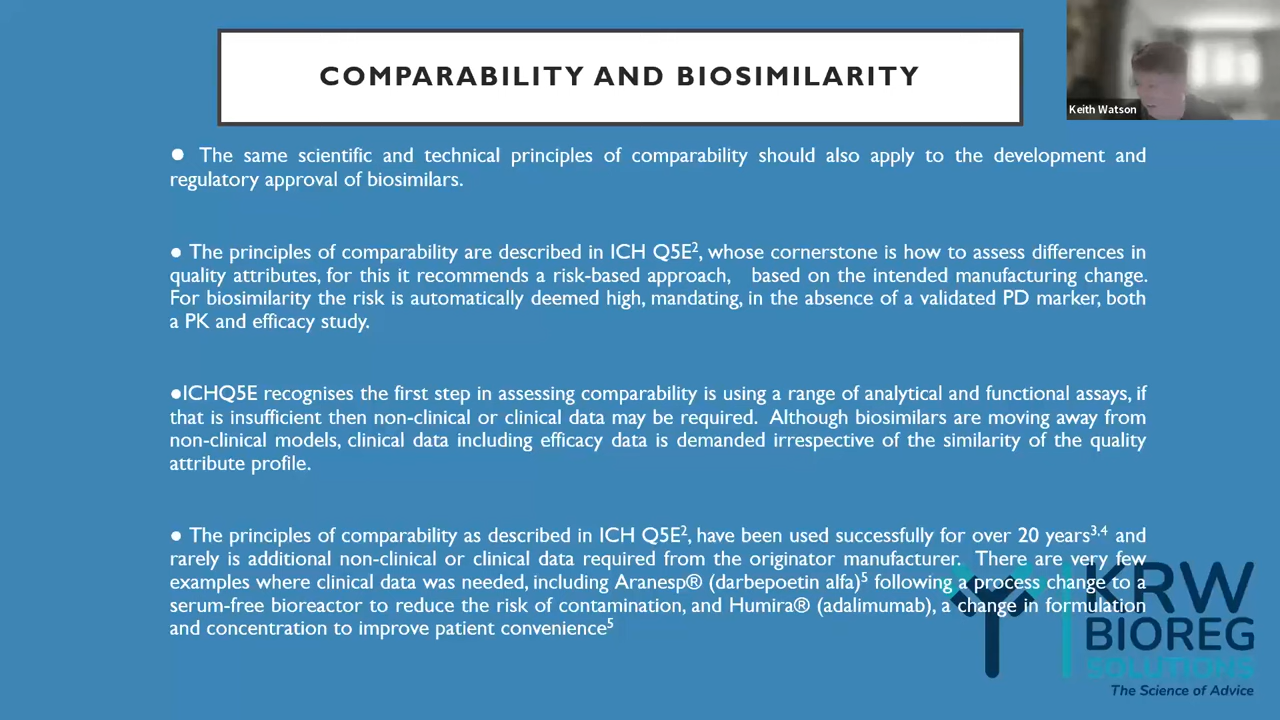 COMPARABILITY AND BIOSIMILARITY
Keith Watson
● The same scientific and technical principles of comparability should also apply to the development and
regulatory approval of biosimilars.
● The principles of comparability are described in ICH Q5E², whose cornerstone is how to assess differences in
quality attributes, for this it recommends a risk-based approach, based on the intended manufacturing change.
For biosimilarity the risk is automatically deemed high, mandating, in the absence of a validated PD marker, both
a PK and efficacy study.
●ICHQ5E recognises the first step in assessing comparability is using a range of analytical and functional assays, if
that is insufficient then non-clinical or clinical data may be required. Although biosimilars are moving away from
non-clinical models, clinical data including efficacy data is demanded irrespective of the similarity of the quality
attribute profile.
● The principles of comparability as described in ICH Q5E², have been used successfully for over 20 years³·⁴ and
rarely is additional non-clinical or clinical data required from the originator manufacturer. There are very few
examples where clinical data was needed, including Aranesp® (darbepoetin alfa)⁵ following a process change to a
serum-free bioreactor to reduce the risk of contamination, and Humira® (adalimumab), a change in formulation
and concentration to improve patient convenience⁵
KRW
BIOREG
SOLUTIONS
The Science of Advice